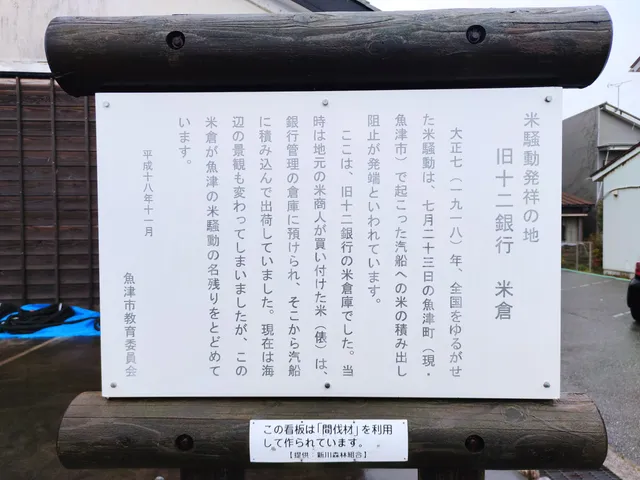 米騒動発祥の地
旧十二銀行　米倉
大正七（一九一八）年、全国をゆるがせ
た米騒動は、七月二十三日の魚津町（現・
魚津市）で起こった汽船への米の積み出し
阻止が発端といわれています。
ここは、旧十二銀行の米倉庫でした。当
時は地元の米商人が買い付けた米（俵）は、
銀行管理の倉庫に預けられ、そこから汽船
に積み込んで出荷していました。現在は海
辺の景観も変わってしまいましたが、この
米倉が魚津の米騒動の名残りをとどめて
います。
平成十八年十一月
魚津市教育委員会
この看板は「間伐材」を利用
して作られています。
【提供：新川森林組合】